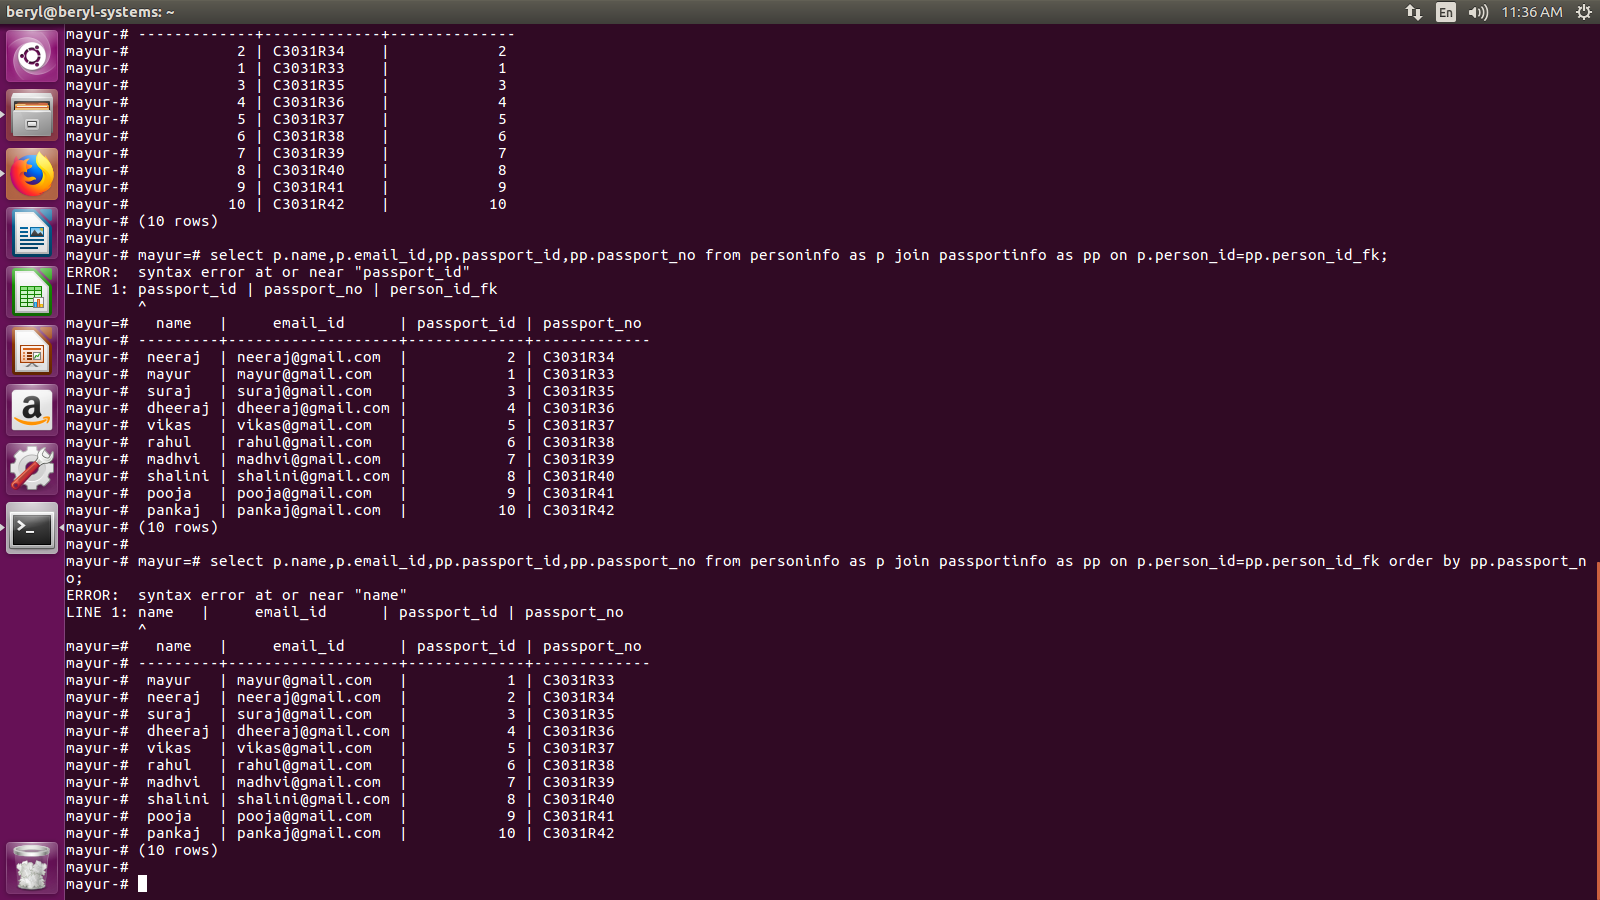 beryl@beryl-systems: ~
En
11:36 AM
mayur-# -------------+-------------+--------------
mayur-#            2 | C3031R34    |            2
mayur-#            1 | C3031R33    |            1
mayur-#            3 | C3031R35    |            3
mayur-#            4 | C3031R36    |            4
mayur-#            5 | C3031R37    |            5
mayur-#            6 | C3031R38    |            6
mayur-#            7 | C3031R39    |            7
mayur-#            8 | C3031R40    |            8
mayur-#            9 | C3031R41    |            9
mayur-#           10 | C3031R42    |           10
mayur-# (10 rows)
mayur-#
mayur-# mayur=# select p.name,p.email_id,pp.passport_id,pp.passport_no from personinfo as p join passportinfo as pp on p.person_id=pp.person_id_fk;
ERROR:  syntax error at or near "passport_id"
LINE 1: passport_id | passport_no | person_id_fk
        ^
mayur=#   name   |     email_id      | passport_id | passport_no
mayur-# ---------+-------------------+-------------+-------------
mayur-#  neeraj  | neeraj@gmail.com  |           2 | C3031R34
mayur-#  mayur   | mayur@gmail.com   |           1 | C3031R33
mayur-#  suraj   | suraj@gmail.com   |           3 | C3031R35
mayur-#  dheeraj | dheeraj@gmail.com |           4 | C3031R36
mayur-#  vikas   | vikas@gmail.com   |           5 | C3031R37
mayur-#  rahul   | rahul@gmail.com   |           6 | C3031R38
mayur-#  madhvi  | madhvi@gmail.com  |           7 | C3031R39
mayur-#  shalini | shalini@gmail.com |           8 | C3031R40
mayur-#  pooja   | pooja@gmail.com   |           9 | C3031R41
mayur-#  pankaj  | pankaj@gmail.com  |          10 | C3031R42
mayur-# (10 rows)
mayur-#
mayur-# mayur=# select p.name,p.email_id,pp.passport_id,pp.passport_no from personinfo as p join passportinfo as pp on p.person_id=pp.person_id_fk order by pp.passport_n
o;
ERROR:  syntax error at or near "name"
LINE 1: name   |     email_id      | passport_id | passport_no
        ^
mayur=#   name   |     email_id      | passport_id | passport_no
mayur-# ---------+-------------------+-------------+-------------
mayur-#  mayur   | mayur@gmail.com   |           1 | C3031R33
mayur-#  neeraj  | neeraj@gmail.com  |           2 | C3031R34
mayur-#  suraj   | suraj@gmail.com   |           3 | C3031R35
mayur-#  dheeraj | dheeraj@gmail.com |           4 | C3031R36
mayur-#  vikas   | vikas@gmail.com   |           5 | C3031R37
mayur-#  rahul   | rahul@gmail.com   |           6 | C3031R38
mayur-#  madhvi  | madhvi@gmail.com  |           7 | C3031R39
mayur-#  shalini | shalini@gmail.com |           8 | C3031R40
mayur-#  pooja   | pooja@gmail.com   |           9 | C3031R41
mayur-#  pankaj  | pankaj@gmail.com  |          10 | C3031R42
mayur-# (10 rows)
mayur-#
mayur-#